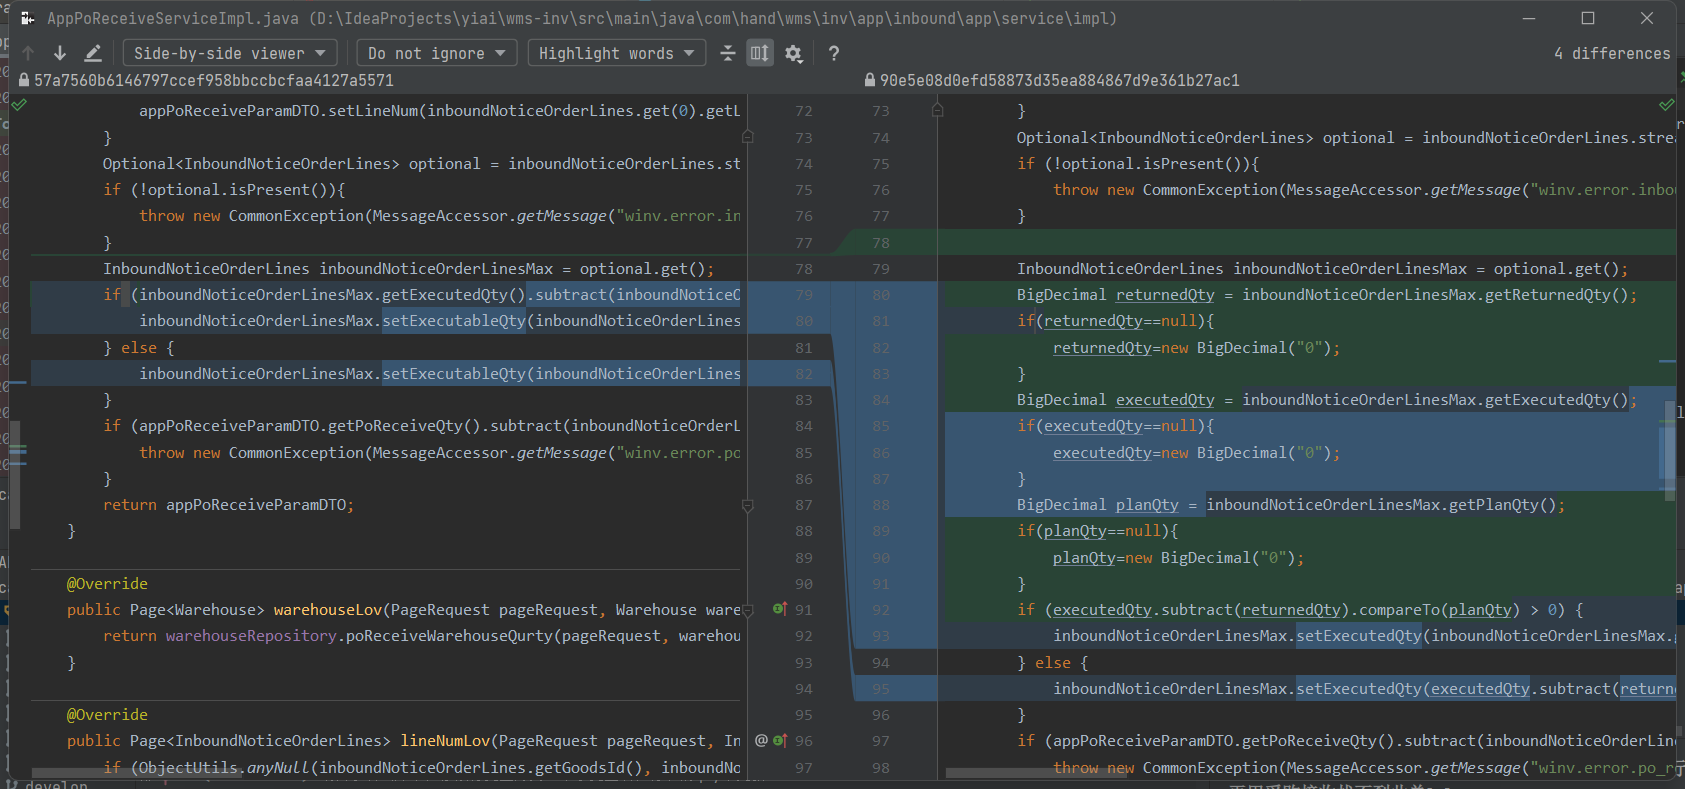 AppPoReceiveServiceImpl.java (D:\IdeaProjects\yiai\wms-inv\src\main\java\com\hand\wms\inv\app\inbound\app\service\impl)
Side-by-side viewer
Do not ignore
Highlight words
?
4 differences
57a7560b6146797ccef958bbccbcfaa4127a5571
90e5e08d0efd58873d35ea884867d9e361b27ac1
appPoReceiveParamDTO.setLineNum(inboundNoticeOrderLines.get(0).getL
72
}
73
Optional<InboundNoticeOrderLines> optional = inboundNoticeOrderLines.st
74
if (!optional.isPresent()){
75
throw new CommonException(MessageAccessor.getMessage("winv.error.in
76
}
77
InboundNoticeOrderLines inboundNoticeOrderLinesMax = optional.get();
78
if (inboundNoticeOrderLinesMax.getExecutedQty().subtract(inboundNotice
79
inboundNoticeOrderLinesMax.setExecutableQty(inboundNoticeOrderLines
80
} else {
81
inboundNoticeOrderLinesMax.setExecutableQty(inboundNoticeOrderLines
82
}
83
if (appPoReceiveParamDTO.getPoReceiveQty().subtract(inboundNoticeOrderL
84
throw new CommonException(MessageAccessor.getMessage("winv.error.po
85
}
86
return appPoReceiveParamDTO;
87
}
88
89
@Override
90
public Page<Warehouse> warehouseLov(PageRequest pageRequest, Warehouse ware
91
return warehouseRepository.poReceiveWarehouseQurty(pageRequest, warehou
92
}
93
94
@Override
95
public Page<InboundNoticeOrderLines> lineNumLov(PageRequest pageRequest, In
@ 96
if (ObjectUtils.anyNull(inboundNoticeOrderLines.getGoodsId(), inboundNo
97
73 }
74 Optional<InboundNoticeOrderLines> optional = inboundNoticeOrderLines.strea
75 if (!optional.isPresent()){
76 throw new CommonException(MessageAccessor.getMessage("winv.error.inbou
77 }
78
79 InboundNoticeOrderLines inboundNoticeOrderLinesMax = optional.get();
80 BigDecimal returnedQty = inboundNoticeOrderLinesMax.getReturnedQty();
81 if(returnedQty==null){
82 returnedQty=new BigDecimal("0");
83 }
84 BigDecimal executedQty = inboundNoticeOrderLinesMax.getExecutedQty();
85 if(executedQty==null){
86 executedQty=new BigDecimal("0");
87 }
88 BigDecimal planQty = inboundNoticeOrderLinesMax.getPlanQty();
89 if(planQty==null){
90 planQty=new BigDecimal("0");
91 }
92 if (executedQty.subtract(returnedQty).compareTo(planQty) > 0) {
93 inboundNoticeOrderLinesMax.setExecutedQty(inboundNoticeOrderLinesMax.g
94 } else {
95 inboundNoticeOrderLinesMax.setExecutedQty(executedQty.subtract(return
96 }
97 if (appPoReceiveParamDTO.getPoReceiveQty().subtract(inboundNoticeOrderLine
98 throw new CommonException(MessageAccessor.getMessage("winv.error.po_r
develop